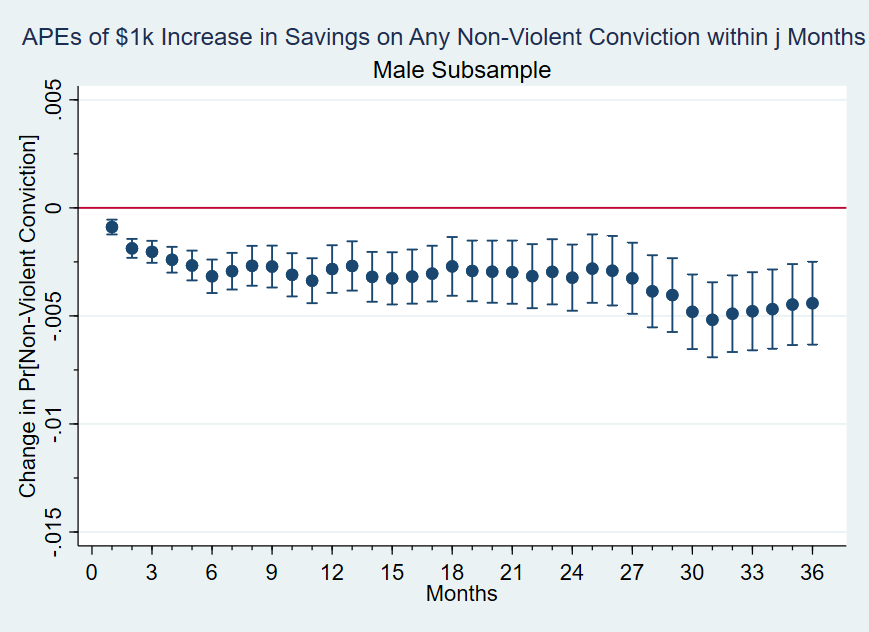 APEs of $1k Increase in Savings on Any Non-Violent Conviction within j Months
Male Subsample
Change in Pr[Non-Violent Conviction]
.005
0
-.005
-.01
-.015
0 3 6 9 12 15 18 21 24 27 30 33 36
Months